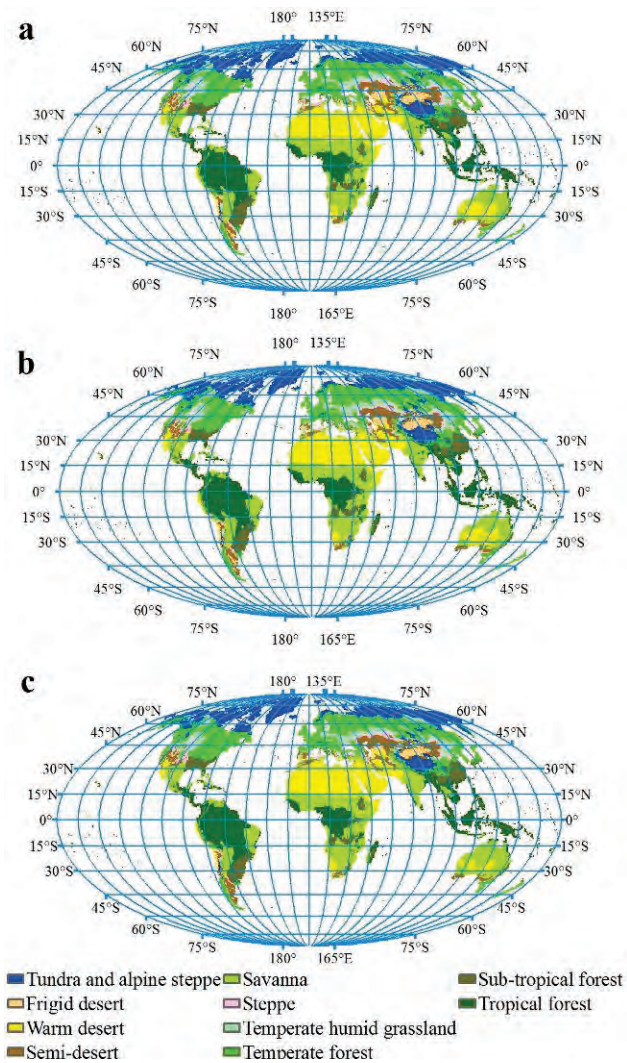 a
180° 135°E
60°N 75°N 75°N 60°N
45°N 45°N
30°N 30°N
15°N 15°N
0° 0°
15°S 15°S
30°S 30°S
45°S 45°S
60°S 60°S
75°S 75°S
180° 165°E
b
180° 135°E
75°N 75°N
60°N 60°N
45°N 45°N
30°N 30°N
15°N 15°N
0° 0°
15°S 15°S
30°S 30°S
45°S 45°S
60°S 60°S
75°S 75°S
180° 165°E
c
180° 135°E
75°N 75°N
60°N 60°N
45°N 45°N
30°N 30°N
15°N 15°N
0° 0°
15°S 15°S
30°S 30°S
45°S 45°S
60°S 60°S
75°S 75°S
180° 165°E
Tundra and alpine steppe Savanna Sub-tropical forest
Frigid desert Steppe Tropical forest
Warm desert Temperate humid grassland
Semi-desert Temperate forest